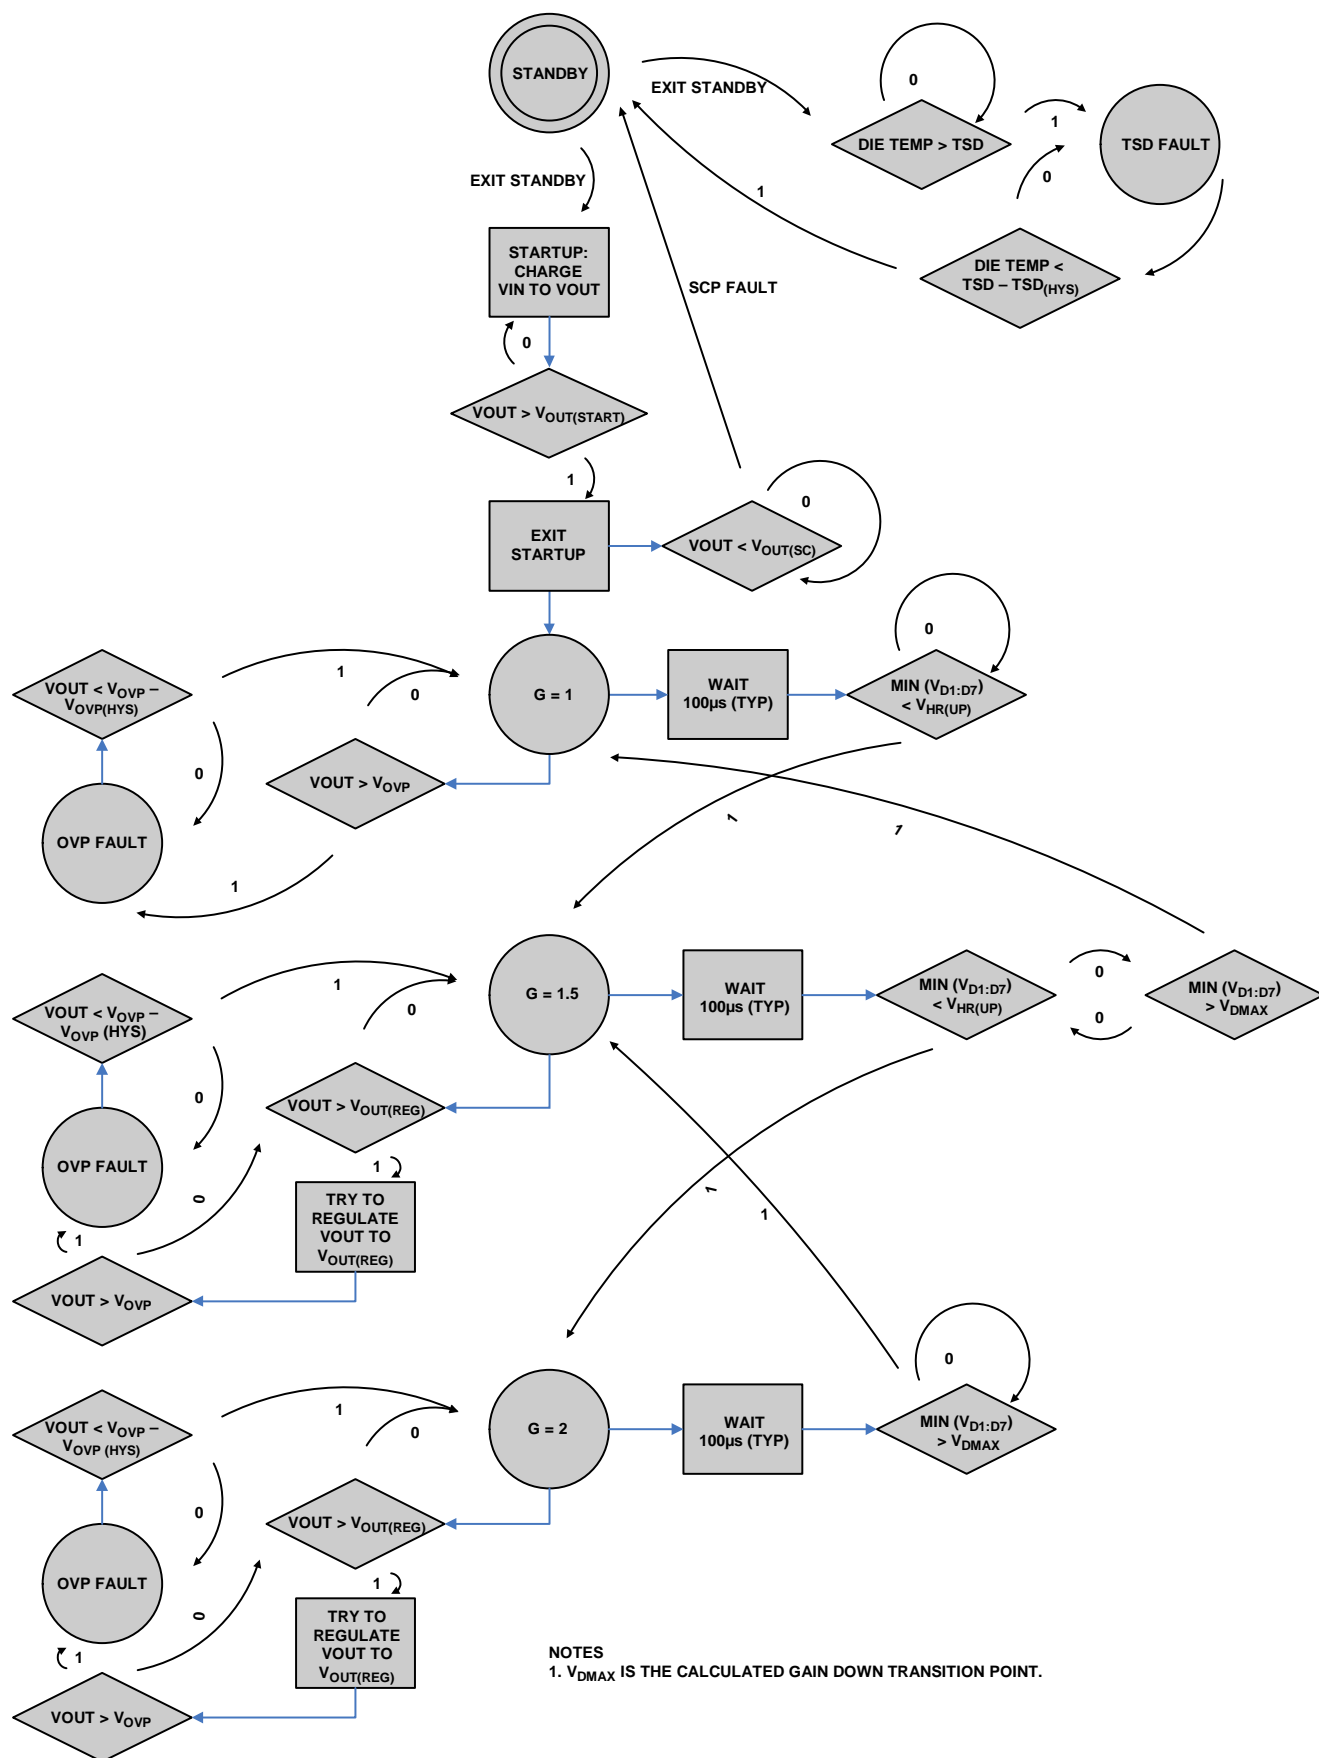 STANDBY
EXIT STANDBY
0
DIE TEMP > TSD
1
TSD FAULT
0
EXIT STANDBY
1
STARTUP:
CHARGE
VIN TO VOUT
DIE TEMP <
TSD – TSD(HYS)
SCP FAULT
0
VOUT > VOUT(START)
1
0
EXIT
STARTUP
VOUT < VOUT(SC)
0
VOUT < VOVP –
VOVP(HYS)
1
0
G = 1
WAIT
100µs (TYP)
MIN (VD1:D7)
< VHR(UP)
0
VOUT > VOVP
OVP FAULT
1
1
1
VOUT < VOVP –
VOVP (HYS)
1
0
G = 1.5
WAIT
100µs (TYP)
MIN (VD1:D7)
< VHR(UP)
0
0
MIN (VD1:D7)
> VDMAX
0
VOUT > VOUT(REG)
OVP FAULT
1
0
TRY TO
REGULATE
VOUT TO
VOUT(REG)
1
1
1
VOUT > VOVP
0
VOUT < VOVP –
VOVP (HYS)
1
0
G = 2
WAIT
100µs (TYP)
MIN (VD1:D7)
> VDMAX
0
VOUT > VOUT(REG)
OVP FAULT
1
0
TRY TO
REGULATE
VOUT TO
VOUT(REG)
1
VOUT > VOVP
NOTES
1. VDMAX IS THE CALCULATED GAIN DOWN TRANSITION POINT.